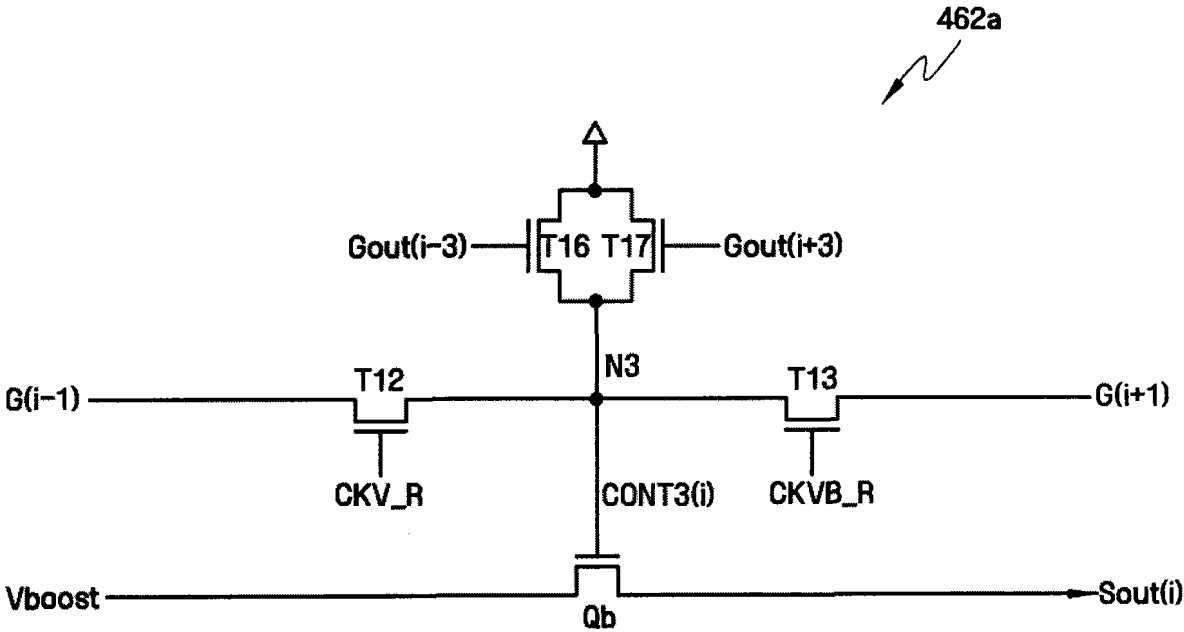 462a
Gout(i-3)
T16
T17
Gout(i+3)
N3
G(i-1)
T12
T13
G(i+1)
CKV_R
CONT3(i)
CKVB_R
Vboost
Qb
Sout(i)